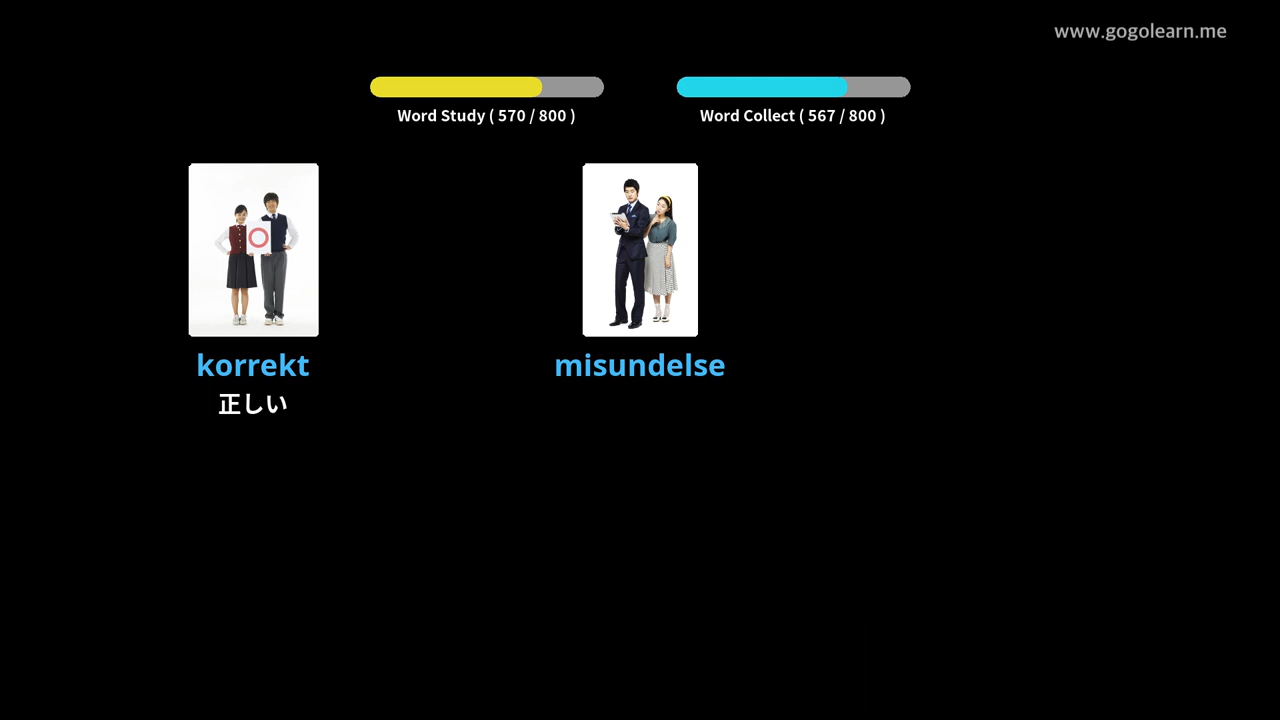 www.gogolearn.me
Word Study ( 570 / 800 )
Word Collect ( 567 / 800 )
korrekt
正しい
misundelse